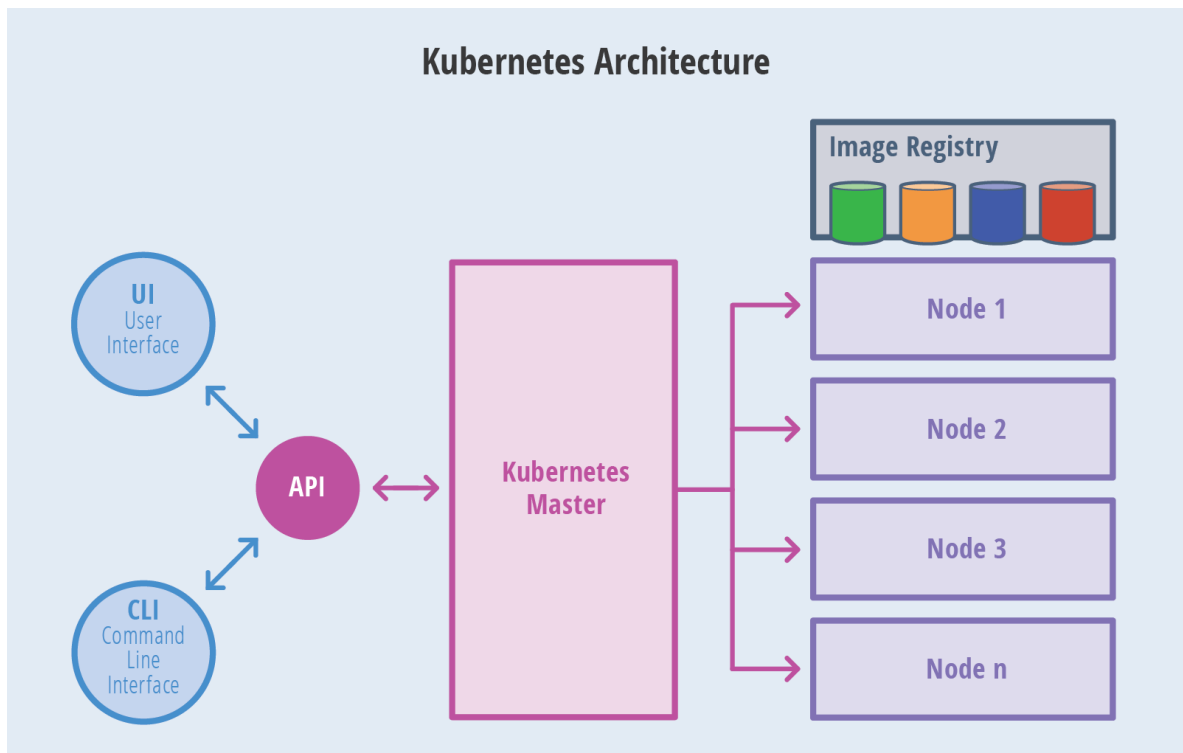 Kubernetes Architecture
Image Registry
UI
User
Interface
API
CLI
Command
Line
Interface
Kubernetes
Master
Node 1
Node 2
Node 3
Node n